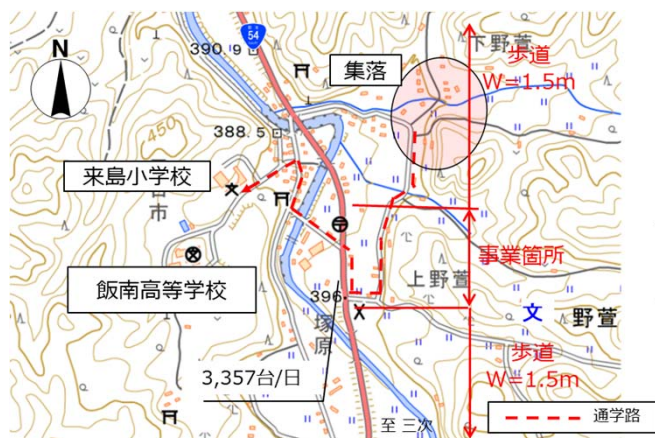 N
54
390.9
下野萱
集落
歩道
W=1.5m
450
388.5
来島小学校
市
事業箇所
飯南高等学校
上野萱
396
塚原
文
野萱
歩道
W=1.5m
3,357台/日
至 三次
通学路